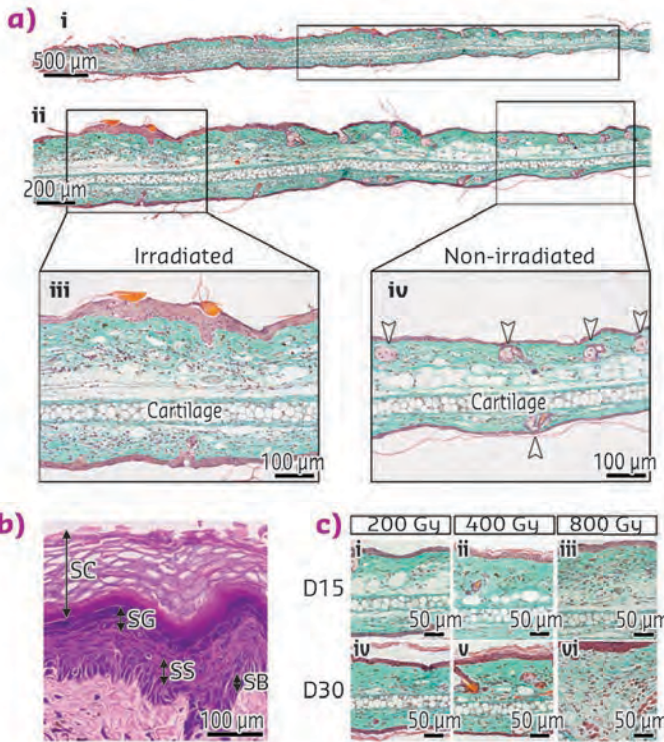 a)
i
500 µm
ii
200 µm
Irradiated
Non-irradiated
iii
Cartilage
100 µm
iv
Cartilage
100 µm
b)
SC
SG
SS
SB
100 µm
c)
200 Gy 400 Gy 800 Gy
D15
i
50 µm
ii
50 µm
iii
50 µm
D30
iv
50 µm
v
50 µm
vi
50 µm